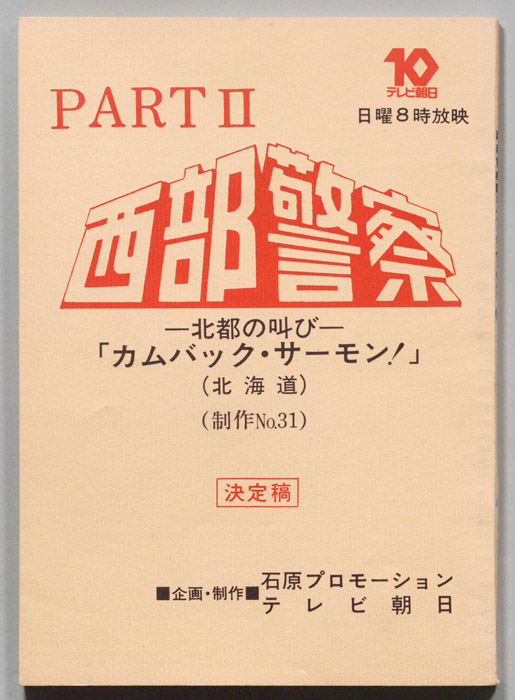 10
テレビ朝日
日曜8時放映
PART II
西部警察
―北都の叫び―
「カムバック・サーモン!」
(北海道)
(制作No.31)
決定稿
■企画・制作■石原プロモーション
テレビ朝日